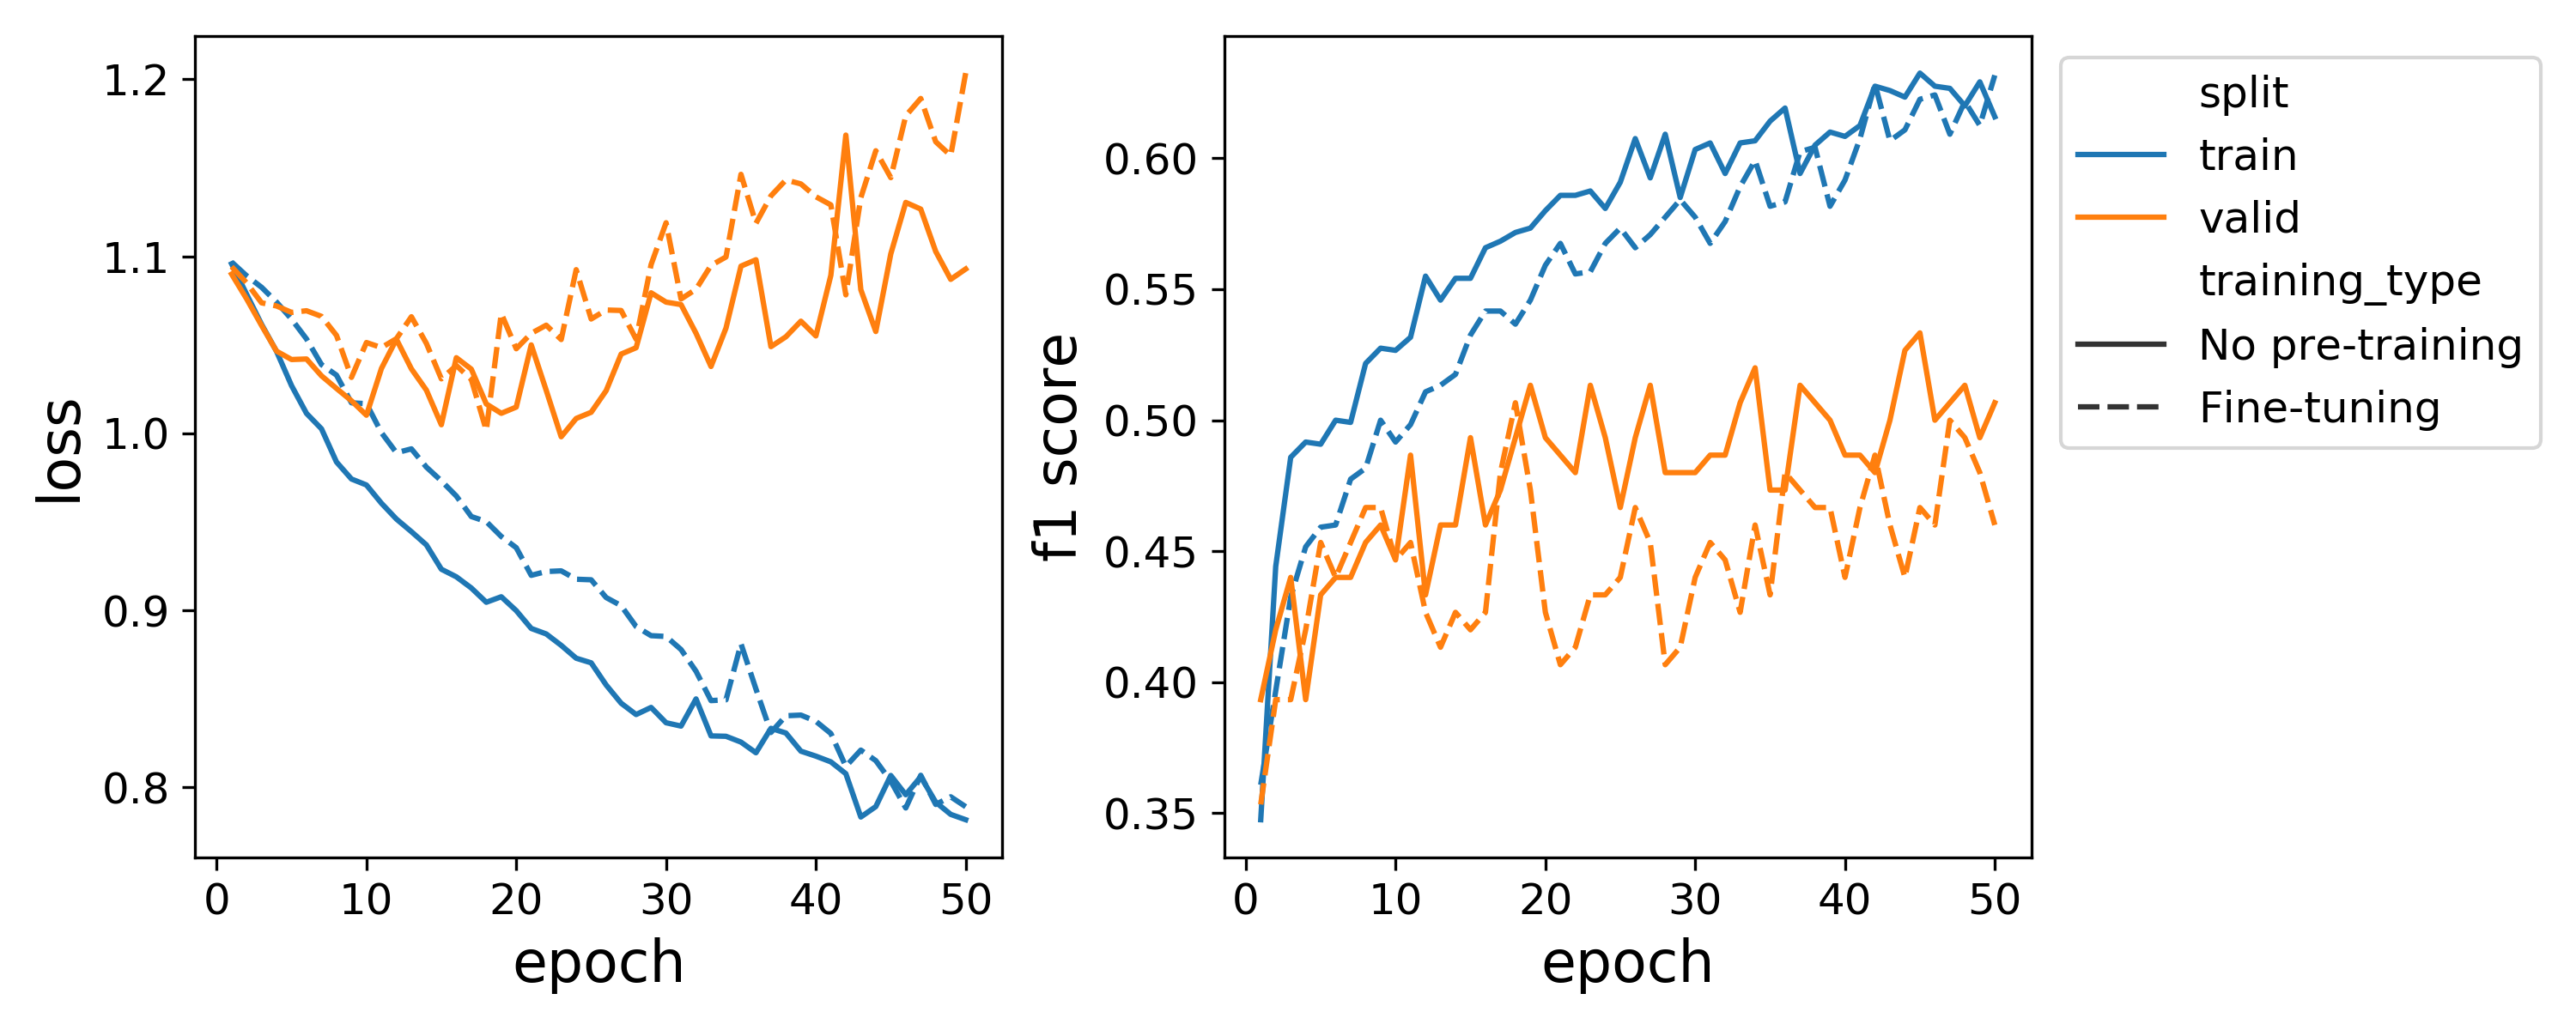 loss
1.2
1.1
1.0
0.9
0.8
0 10 20 30 40 50
epoch
f1 score
0.60
0.55
0.50
0.45
0.40
0.35
0 10 20 30 40 50
epoch
split
train
valid
training_type
No pre-training
Fine-tuning